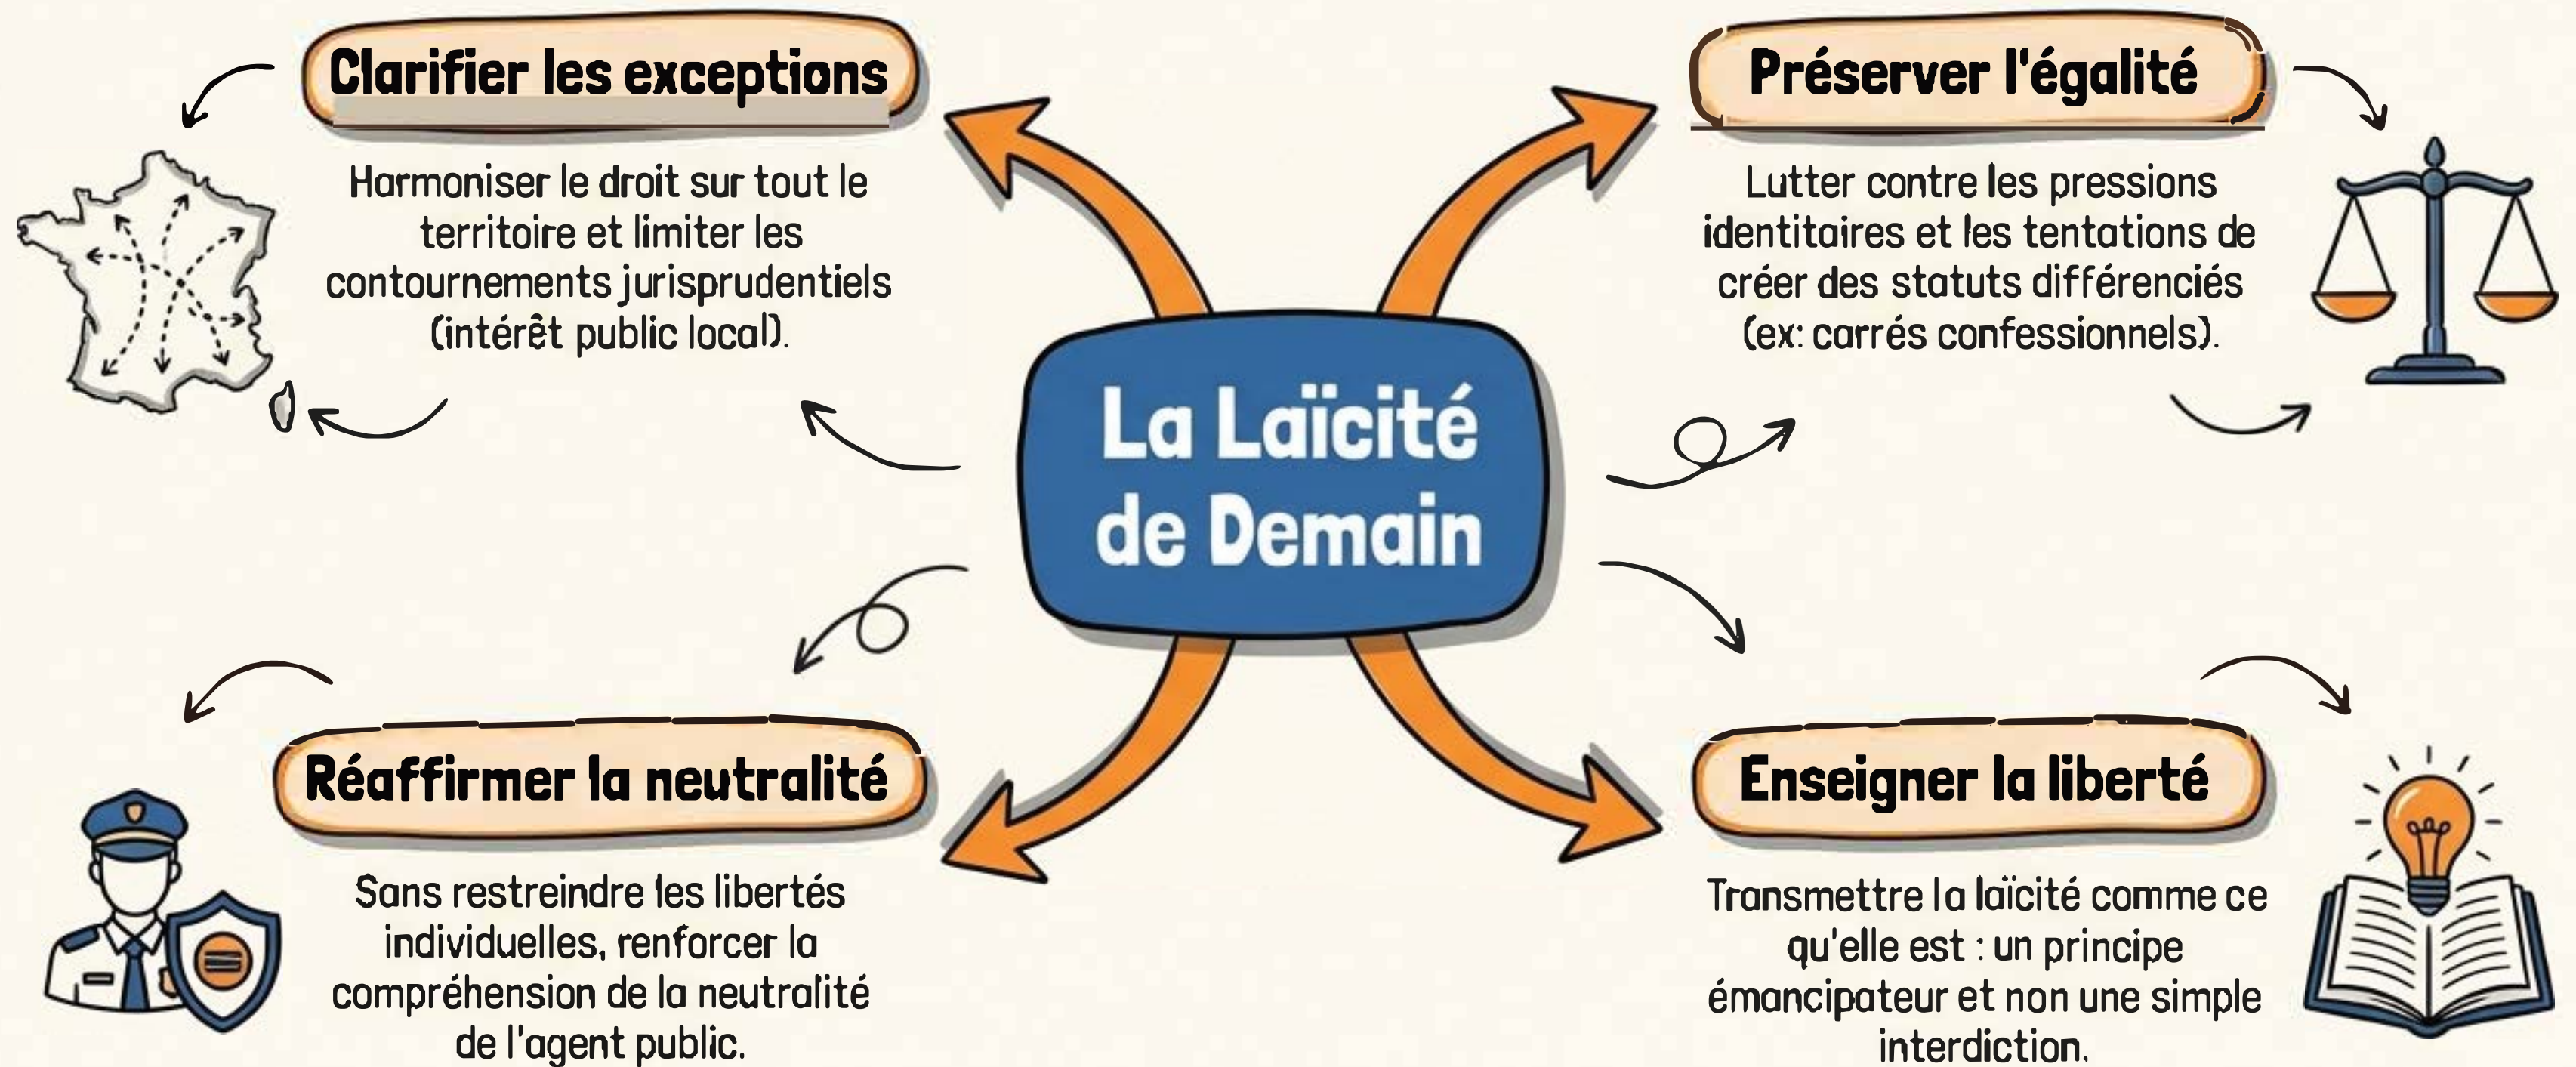 Clarifier les exceptions
Harmoniser le droit sur tout le
territoire et limiter les
contournements jurisprudentiels
(intérêt public local).
Préserver l'égalité
Lutter contre les pressions
identitaires et les tentations de
créer des statuts différenciés
(ex: carrés confessionnels).
La Laïcité
de Demain
Réaffirmer la neutralité
Sans restreindre les libertés
individuelles, renforcer la
compréhension de la neutralité
de l'agent public.
Enseigner la liberté
Transmettre la laïcité comme ce
qu'elle est : un principe
émancipateur et non une simple
interdiction.